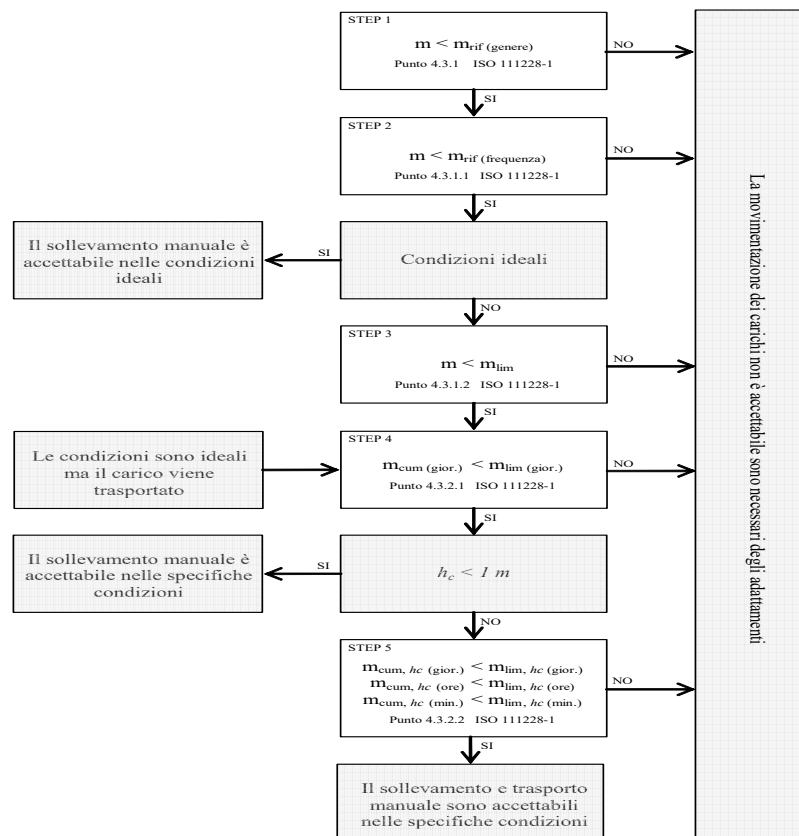 STEP 1
m < mrif (genere)
Punto 4.3.1 ISO 111228-1
NO
SI
STEP 2
m < mrif (frequenza)
Punto 4.3.1.1 ISO 111228-1
NO
SI
Il sollevamento manuale è
accettabile nelle condizioni
ideali
SI
Condizioni ideali
NO
STEP 3
m < mlim
Punto 4.3.1.2 ISO 111228-1
NO
SI
Le condizioni sono ideali
ma il carico viene
trasportato
STEP 4
mcum (gior.) < mlim (gior.)
Punto 4.3.2.1 ISO 111228-1
NO
SI
Il sollevamento manuale è
accettabile nelle specifiche
condizioni
SI
hc < 1 m
NO
STEP 5
mcum, hc (gior.) < mlim, hc (gior.)
mcum, hc (ore) < mlim, hc (ore)
mcum, hc (min.) < mlim, hc (min.)
Punto 4.3.2.2 ISO 111228-1
NO
SI
Il sollevamento e trasporto
manuale sono accettabili
nelle specifiche condizioni
La movimentazione dei carichi non è accettabile sono necessari degli adattamenti